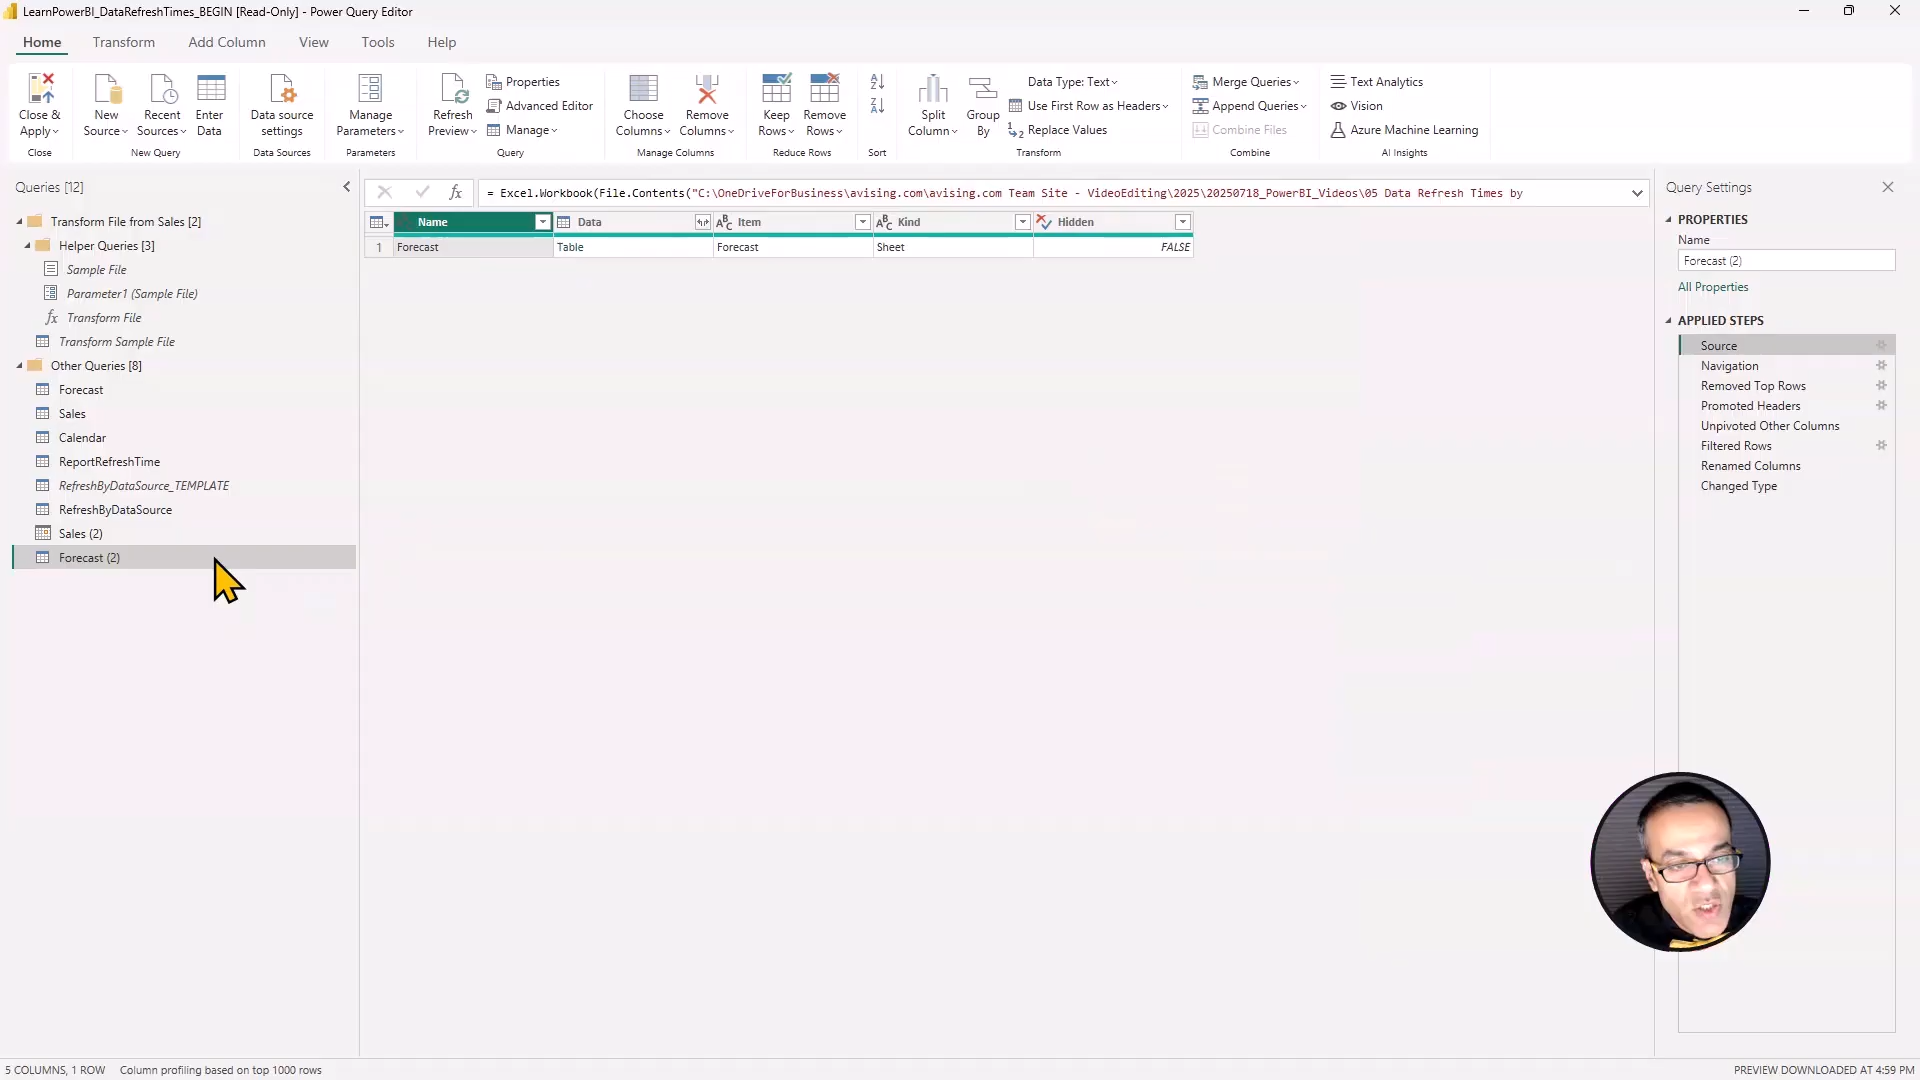 LearnPowerBI_DataRefreshTimes_BEGIN [Read-Only] - Power Query Editor
Home Transform Add Column View Tools Help
Close & Apply
New Source
Recent Sources
Enter Data
Data source settings
Manage Parameters
Refresh Preview
Properties
Advanced Editor
Manage
Choose Columns
Remove Columns
Keep Rows
Remove Rows
Split Column
Group By
Data Type: Text
Use First Row as Headers
Replace Values
Merge Queries
Append Queries
Combine Files
Text Analytics
Vision
Azure Machine Learning
Close New Query Data Sources Parameters Query Manage Columns Reduce Rows Sort Transform Combine AI Insights
Queries [12]
Transform File from Sales [2]
Helper Queries [3]
Sample File
Parameter1 (Sample File)
fx Transform File
Transform Sample File
Other Queries [8]
Forecast
Sales
Calendar
ReportRefreshTime
RefreshByDataSource_TEMPLATE
RefreshByDataSource
Sales (2)
Forecast (2)
fx = Excel.Workbook(File.Contents("C:\OneDriveForBusiness\avising.com\avising.com Team Site - VideoEditing\2025\20250718_PowerBI_Videos\05 Data Refresh Times by
Name Data ABC Item ABC Kind Hidden
1 Forecast Table Forecast Sheet FALSE
Query Settings
PROPERTIES
Name
Forecast (2)
All Properties
APPLIED STEPS
Source
Navigation
Removed Top Rows
Promoted Headers
Unpivoted Other Columns
Filtered Rows
Renamed Columns
Changed Type
5 COLUMNS, 1 ROW Column profiling based on top 1000 rows
PREVIEW DOWNLOADED AT 4:59 PM